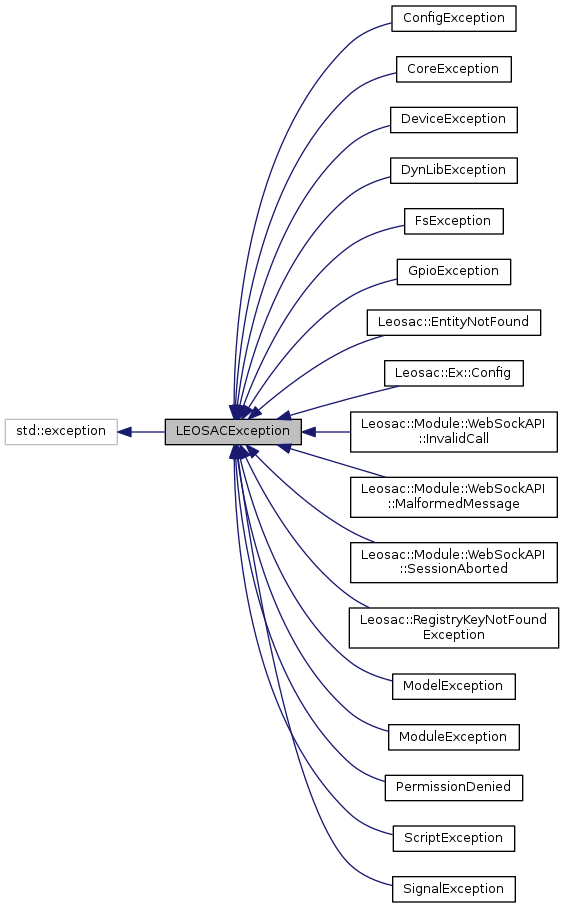 ConfigException
CoreException
DeviceException
DynLibException
FsException
GpioException
Leosac::EntityNotFound
Leosac::Ex::Config
std::exception
LEOSACException
Leosac::Module::WebSockAPI
::InvalidCall
Leosac::Module::WebSockAPI
::MalformedMessage
Leosac::Module::WebSockAPI
::SessionAborted
Leosac::RegistryKeyNotFound
Exception
ModelException
ModuleException
PermissionDenied
ScriptException
SignalException